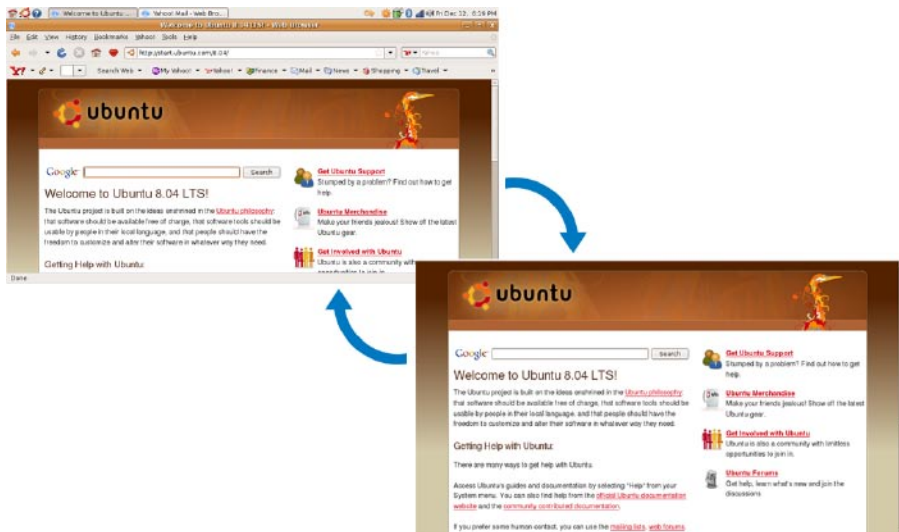 Welcome to Ubuntu ... Yahoo! Mail - Web Bro...
Fri Dec 12, 6:26 PM
Welcome to Ubuntu 8.04 LTS! - Web Browser
File Edit View History Bookmarks Yahoo! Tools Help
http://start.ubuntu.com/8.04/
Y7! Search Web My Yahoo! Yahoo! Finance Mail News Shopping Travel
ubuntu
Google Search
Welcome to Ubuntu 8.04 LTS!
The Ubuntu project is built on the ideas enshrined in the Ubuntu philosophy:
that software should be available free of charge, that software tools should be
usable by people in their local language, and that people should have the
freedom to customize and alter their software in whatever way they need.
Getting Help with Ubuntu:
Get Ubuntu Support
Stumped by a problem? Find out how to get
help.
Ubuntu Merchandise
Make your friends jealous! Show off the latest
Ubuntu gear.
Get Involved with Ubuntu
Ubuntu is also a community with
opportunities to join in.
Done
ubuntu
Google Search
Welcome to Ubuntu 8.04 LTS!
The Ubuntu project is built on the ideas enshrined in the Ubuntu philosophy:
that software should be available free of charge, that software tools should be
usable by people in their local language, and that people should have the
freedom to customize and alter their software in whatever way they need.
Getting Help with Ubuntu:
There are many ways to get help with Ubuntu.
Access Ubuntu's guides and documentation by selecting "Help" from your
System menu. You can also find help from the official Ubuntu documentation
website and the community contributed documentation.
If you prefer some human contact, you can use the mailing lists, web forums
Get Ubuntu Support
Stumped by a problem? Find out how to get
help.
Ubuntu Merchandise
Make your friends jealous! Show off the latest
Ubuntu gear.
Get Involved with Ubuntu
Ubuntu is also a community with limitless
opportunities to join in.
Ubuntu Forums
Get help, learn what's new and join the
discussions